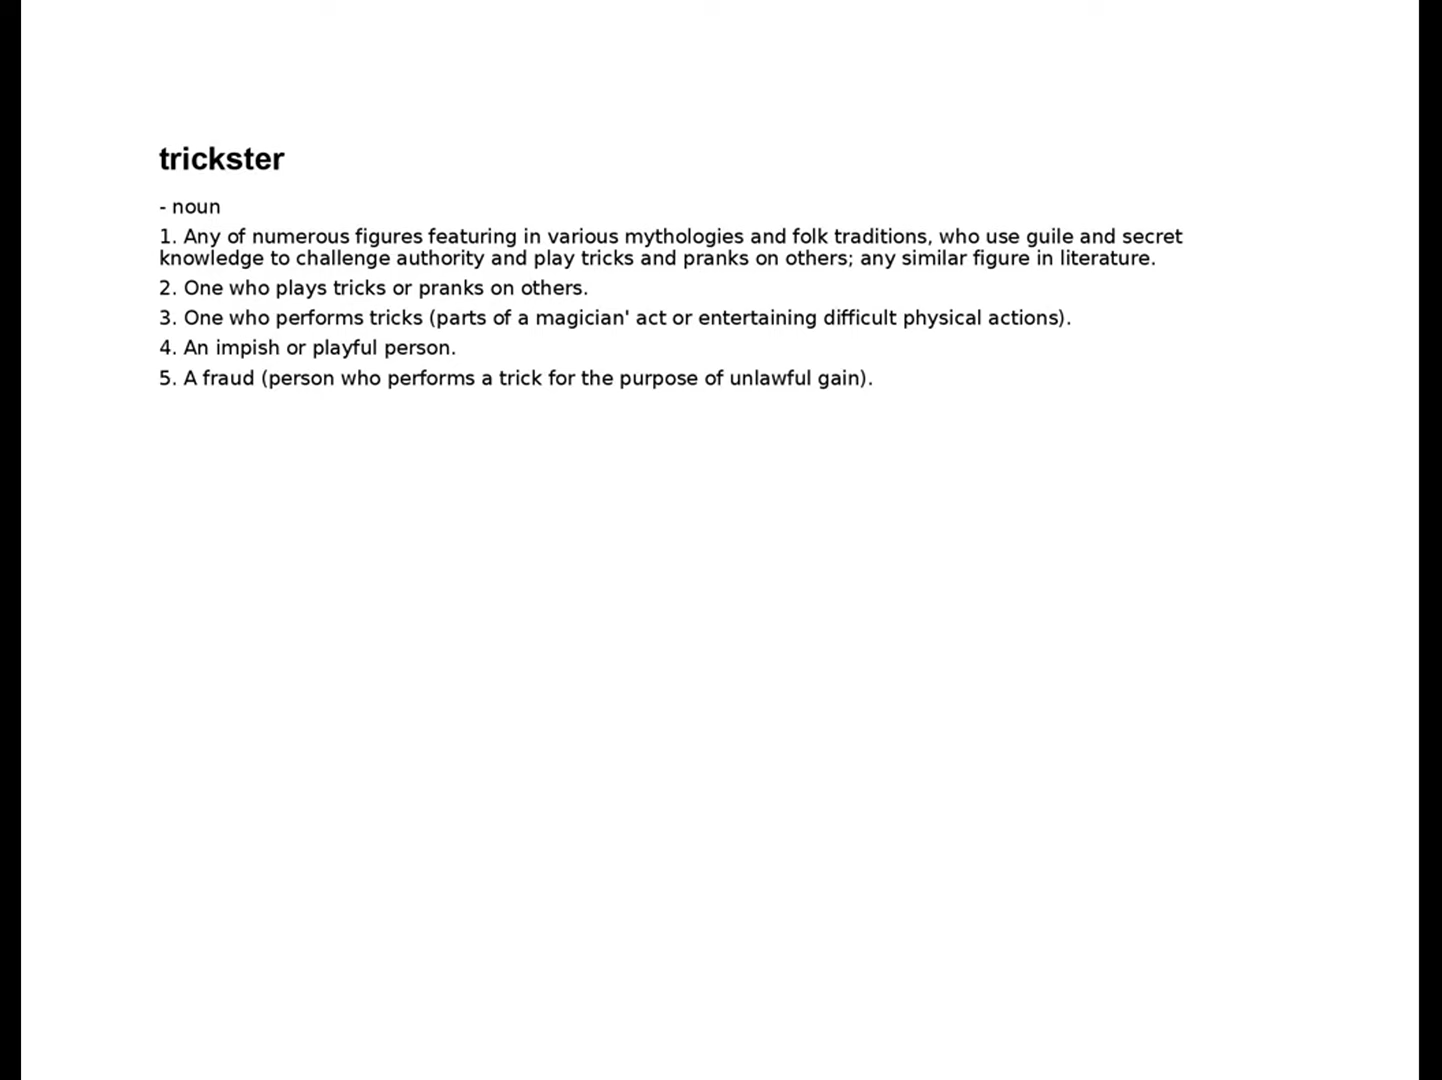 trickster
- noun
1. Any of numerous figures featuring in various mythologies and folk traditions, who use guile and secret
knowledge to challenge authority and play tricks and pranks on others; any similar figure in literature.
2. One who plays tricks or pranks on others.
3. One who performs tricks (parts of a magician' act or entertaining difficult physical actions).
4. An impish or playful person.
5. A fraud (person who performs a trick for the purpose of unlawful gain).